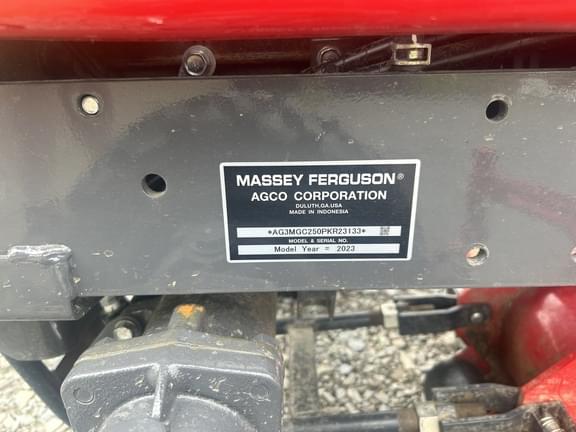 MASSEY FERGUSON®
AGCO CORPORATION
DULUTH,GA.USA
MADE IN INDONESIA
*AG3MGC250PKR23133*
MODEL & SERIAL NO.
Model Year = 2023